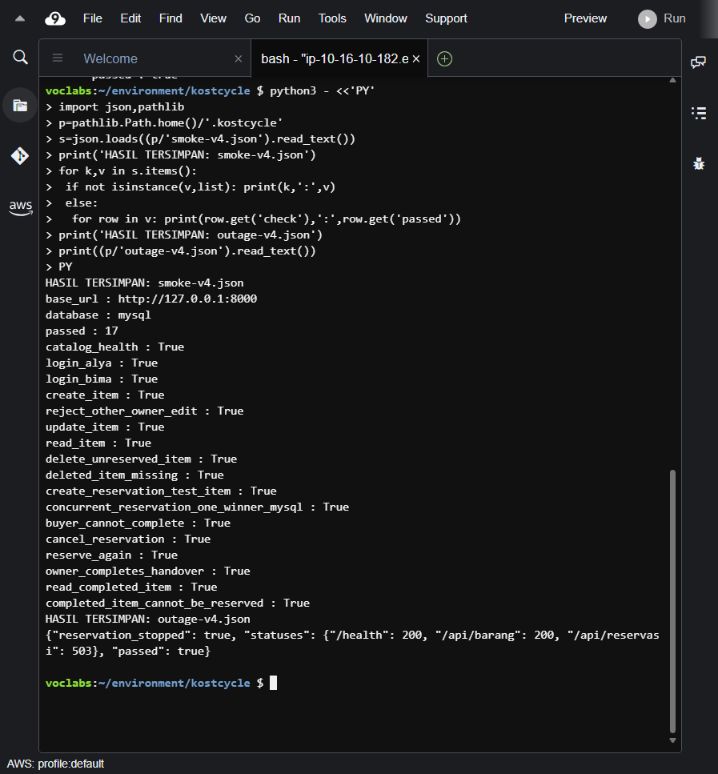 9 File Edit Find View Go Run Tools Window Support Preview Run
Welcome × bash - "ip-10-16-10-182.e ×
passed : true
voclabs:~/environment/kostcycle $ python3 - <<'PY'
> import json,pathlib
> p=pathlib.Path.home()/'.kostcycle'
> s=json.loads((p/'smoke-v4.json').read_text())
> print('HASIL TERSIMPAN: smoke-v4.json')
> for k,v in s.items():
>  if not isinstance(v,list): print(k,':',v)
>  else:
>   for row in v: print(row.get('check'),':',row.get('passed'))
> print('HASIL TERSIMPAN: outage-v4.json')
> print((p/'outage-v4.json').read_text())
> PY
HASIL TERSIMPAN: smoke-v4.json
base_url : http://127.0.0.1:8000
database : mysql
passed : 17
catalog_health : True
login_alya : True
login_bima : True
create_item : True
reject_other_owner_edit : True
update_item : True
read_item : True
delete_unreserved_item : True
deleted_item_missing : True
create_reservation_test_item : True
concurrent_reservation_one_winner_mysql : True
buyer_cannot_complete : True
cancel_reservation : True
reserve_again : True
owner_completes_handover : True
read_completed_item : True
completed_item_cannot_be_reserved : True
HASIL TERSIMPAN: outage-v4.json
{"reservation_stopped": true, "statuses": {"/health": 200, "/api/barang": 200, "/api/reservas
i": 503}, "passed": true}
voclabs:~/environment/kostcycle $
aws
AWS: profile:default